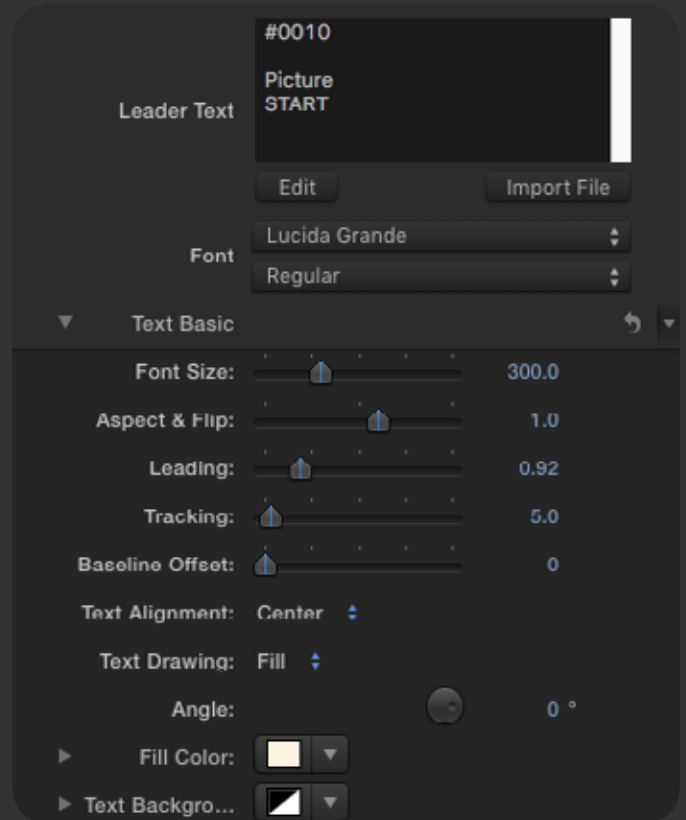 #0010
Picture
Leader Text
START
Edit
Import File
Font
Lucida Grande
Regular
Text Basic
Font Size:
300.0
Aspect & Flip:
1.0
Leading:
0.92
Tracking:
5.0
Baseline Offset:
0
Text Alignment:
Center
Text Drawing:
Fill
Angle:
0 °
Fill Color:
Text Backgro...